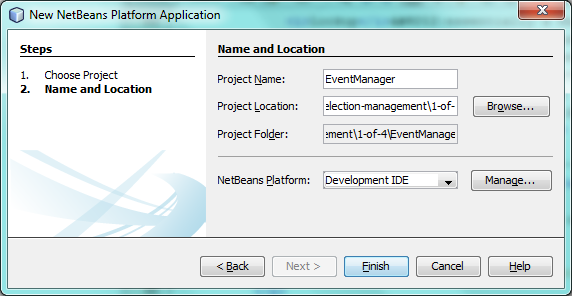 New NetBeans Platform Application
Steps
1. Choose Project
2. Name and Location
Name and Location
Project Name: EventManager
Project Location: election-management\1-of- Browse...
Project Folder: ement\1-of-4\EventManage
NetBeans Platform: Development IDE Manage...
< Back Next > Finish Cancel Help